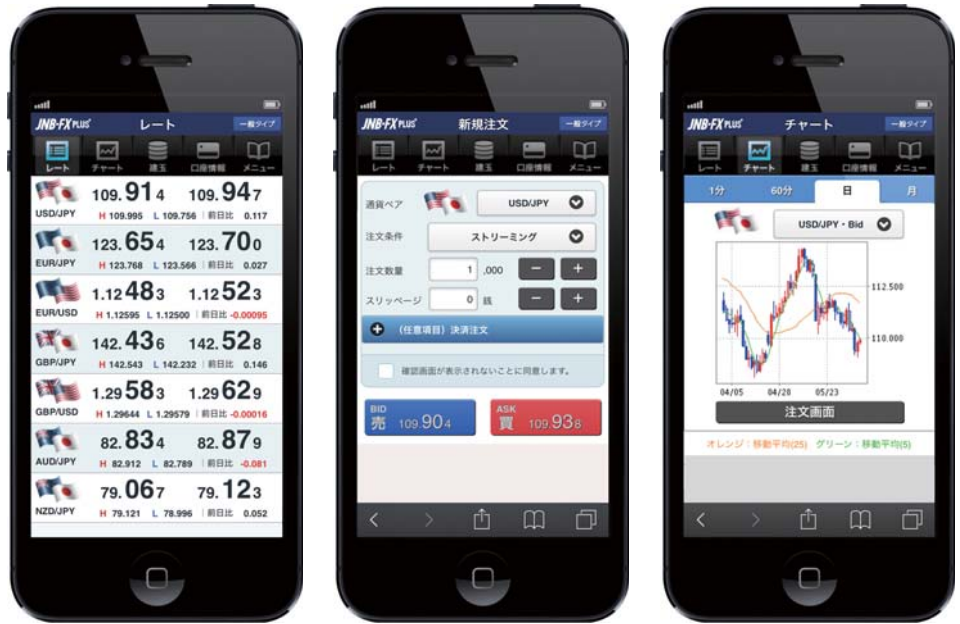 JNB-FX PLUS レート 一般タイプ
レート チャート 建玉 口座情報 メニュー
109.914 109.947
USD/JPY H 109.995 L 109.756 前日比 0.117
123.654 123.700
EUR/JPY H 123.768 L 123.566 前日比 0.027
1.12483 1.12523
EUR/USD H 1.12595 L 1.12500 前日比 -0.00095
142.436 142.528
GBP/JPY H 142.543 L 142.232 前日比 0.146
1.29583 1.29629
GBP/USD H 1.29644 L 1.29579 前日比 -0.00016
82.834 82.879
AUD/JPY H 82.912 L 82.789 前日比 -0.081
79.067 79.123
NZD/JPY H 79.121 L 78.996 前日比 0.052
JNB-FX PLUS 新規注文 一般タイプ
レート チャート 建玉 口座情報 メニュー
通貨ペア USD/JPY
注文条件 ストリーミング
注文数量 1 ,000 - +
スリッページ 0 銭 - +
(任意項目) 決済注文
確認画面が表示されないことに同意します。
BID ASK
売 109.904 買 109.938
JNB-FX PLUS チャート 一般タイプ
レート チャート 建玉 口座情報 メニュー
1分 60分 日 月
USD/JPY・Bid
112.500
110.000
04/05 04/28 05/23
注文画面
オレンジ:移動平均(25) グリーン:移動平均(5)